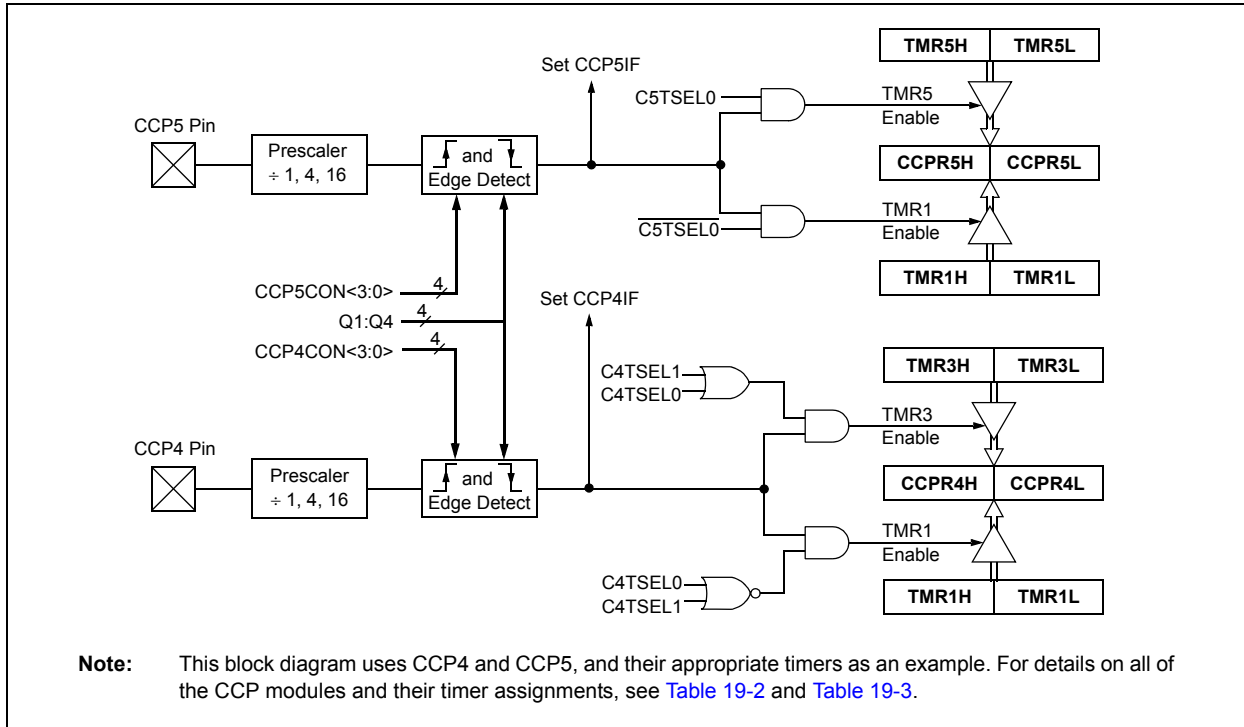 TMR5H TMR5L
Set CCP5IF
C5TSEL0
TMR5
Enable
CCP5 Pin
Prescaler
÷ 1, 4, 16
and
Edge Detect
CCPR5H CCPR5L
C5TSEL0
TMR1
Enable
TMR1H TMR1L
CCP5CON<3:0> 4
Q1:Q4 4
CCP4CON<3:0> 4
Set CCP4IF
TMR3H TMR3L
C4TSEL1
C4TSEL0
TMR3
Enable
CCP4 Pin
Prescaler
÷ 1, 4, 16
and
Edge Detect
CCPR4H CCPR4L
TMR1
Enable
C4TSEL0
C4TSEL1
TMR1H TMR1L
Note: This block diagram uses CCP4 and CCP5, and their appropriate timers as an example. For details on all of
the CCP modules and their timer assignments, see Table 19-2 and Table 19-3.